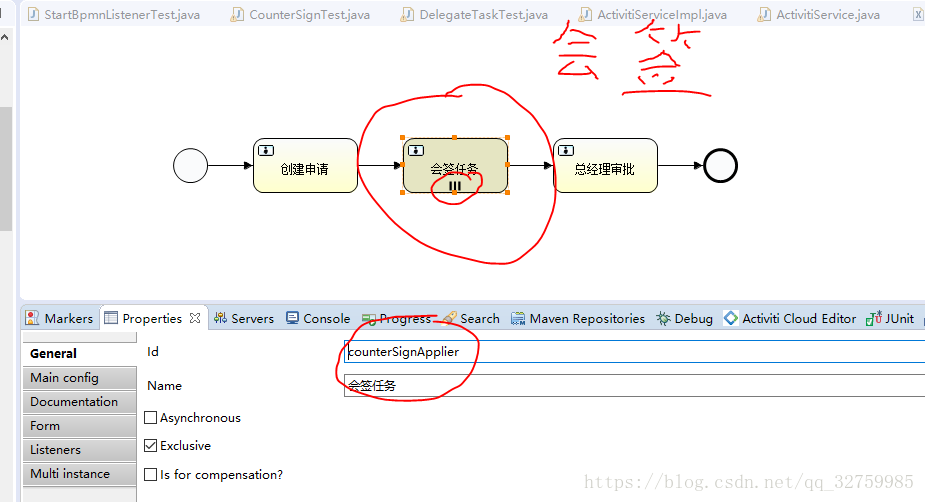 StartBpmnListenerTest.java CounterSignTest.java DelegateTaskTest.java ActivitiServiceImpl.java ActivitiService.java
会签
创建申请 会签任务 总经理审批
Markers Properties Servers Console Progress Search Maven Repositories Debug Activiti Cloud Editor JUnit
General
Id counterSignApplier
Main config
Name 会签任务
Documentation
Asynchronous
Form
Exclusive
Listeners
Multi instance
Is for compensation?
https://blog.csdn.net/qq_32759985